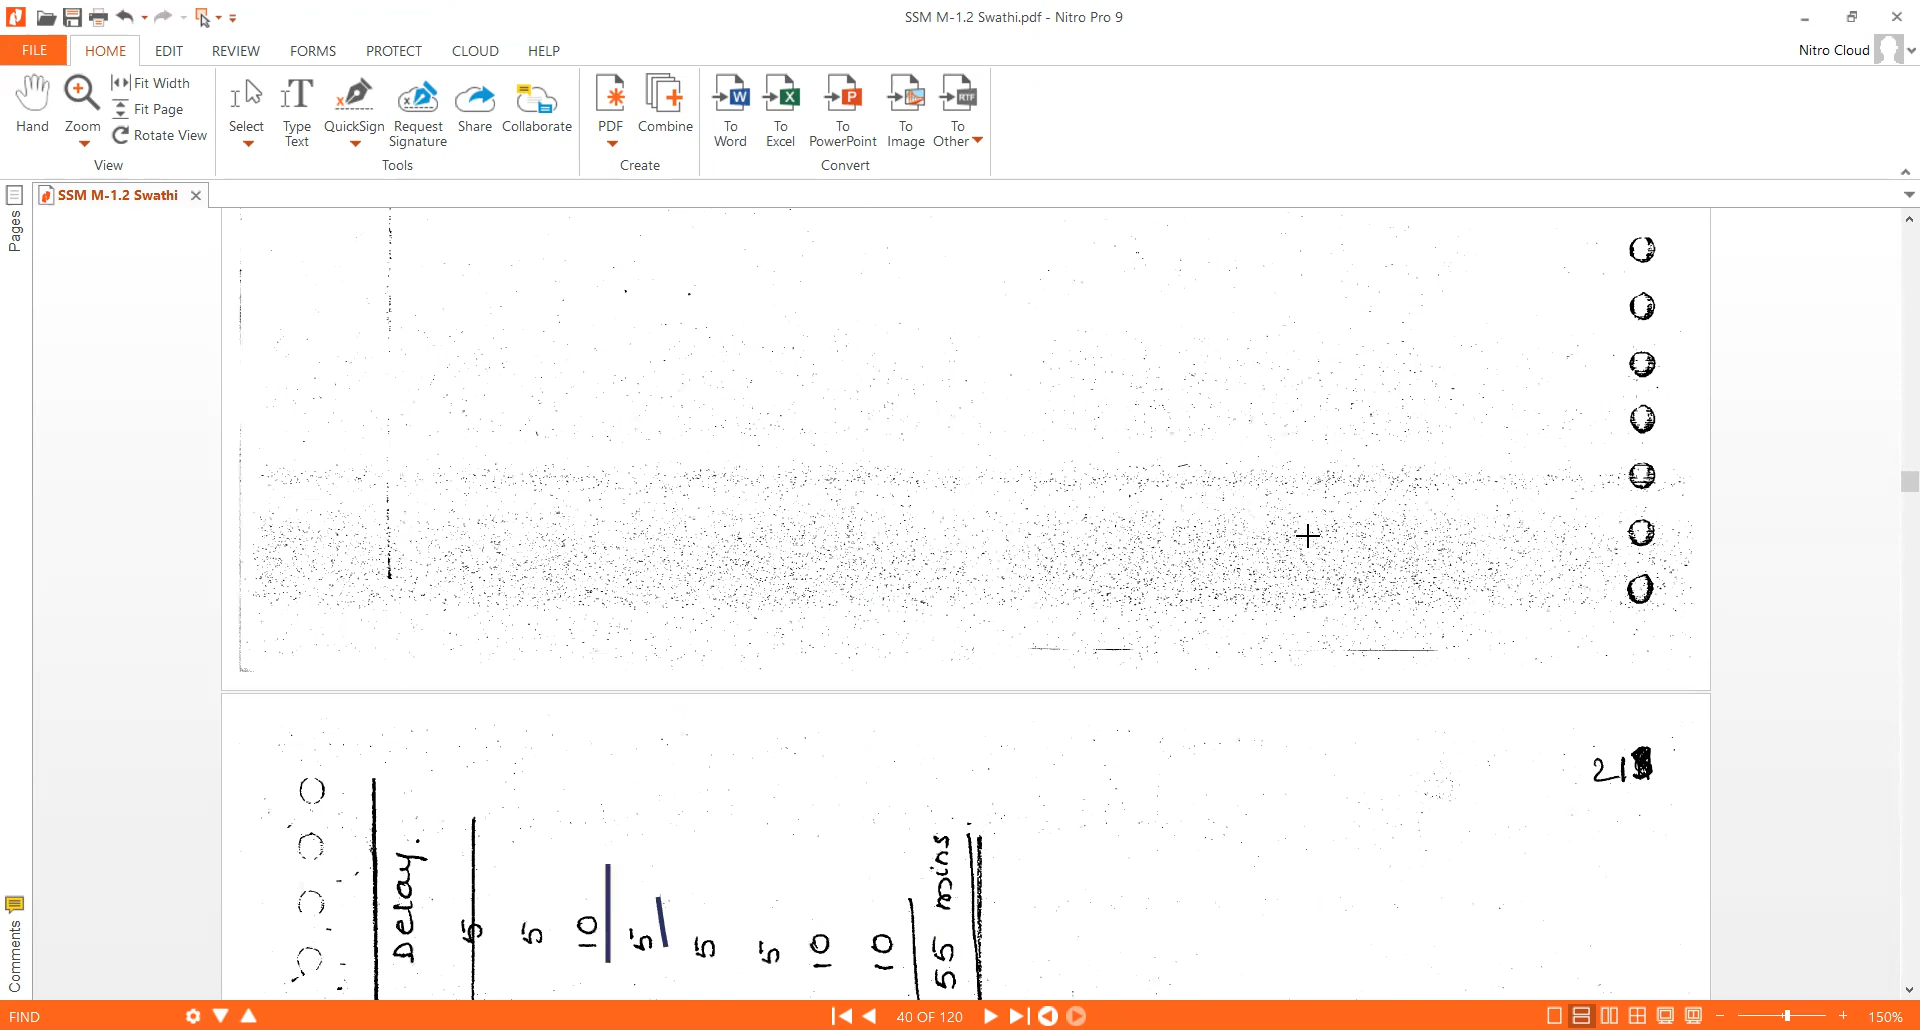 SSM M-1.2 Swathi.pdf - Nitro Pro 9
FILE HOME EDIT REVIEW FORMS PROTECT CLOUD HELP
Nitro Cloud
Hand
Zoom
Fit Width
Fit Page
Rotate View
View
Select
Type Text
QuickSign
Request Signature
Share
Collaborate
Tools
PDF
Combine
Create
To Word
To Excel
To PowerPoint
To Image
To Other
Convert
SSM M-1.2 Swathi
Pages
Comments
Delay.
5
5
10
5
5
5
10
10
55 mins
FIND
40 OF 120
150%